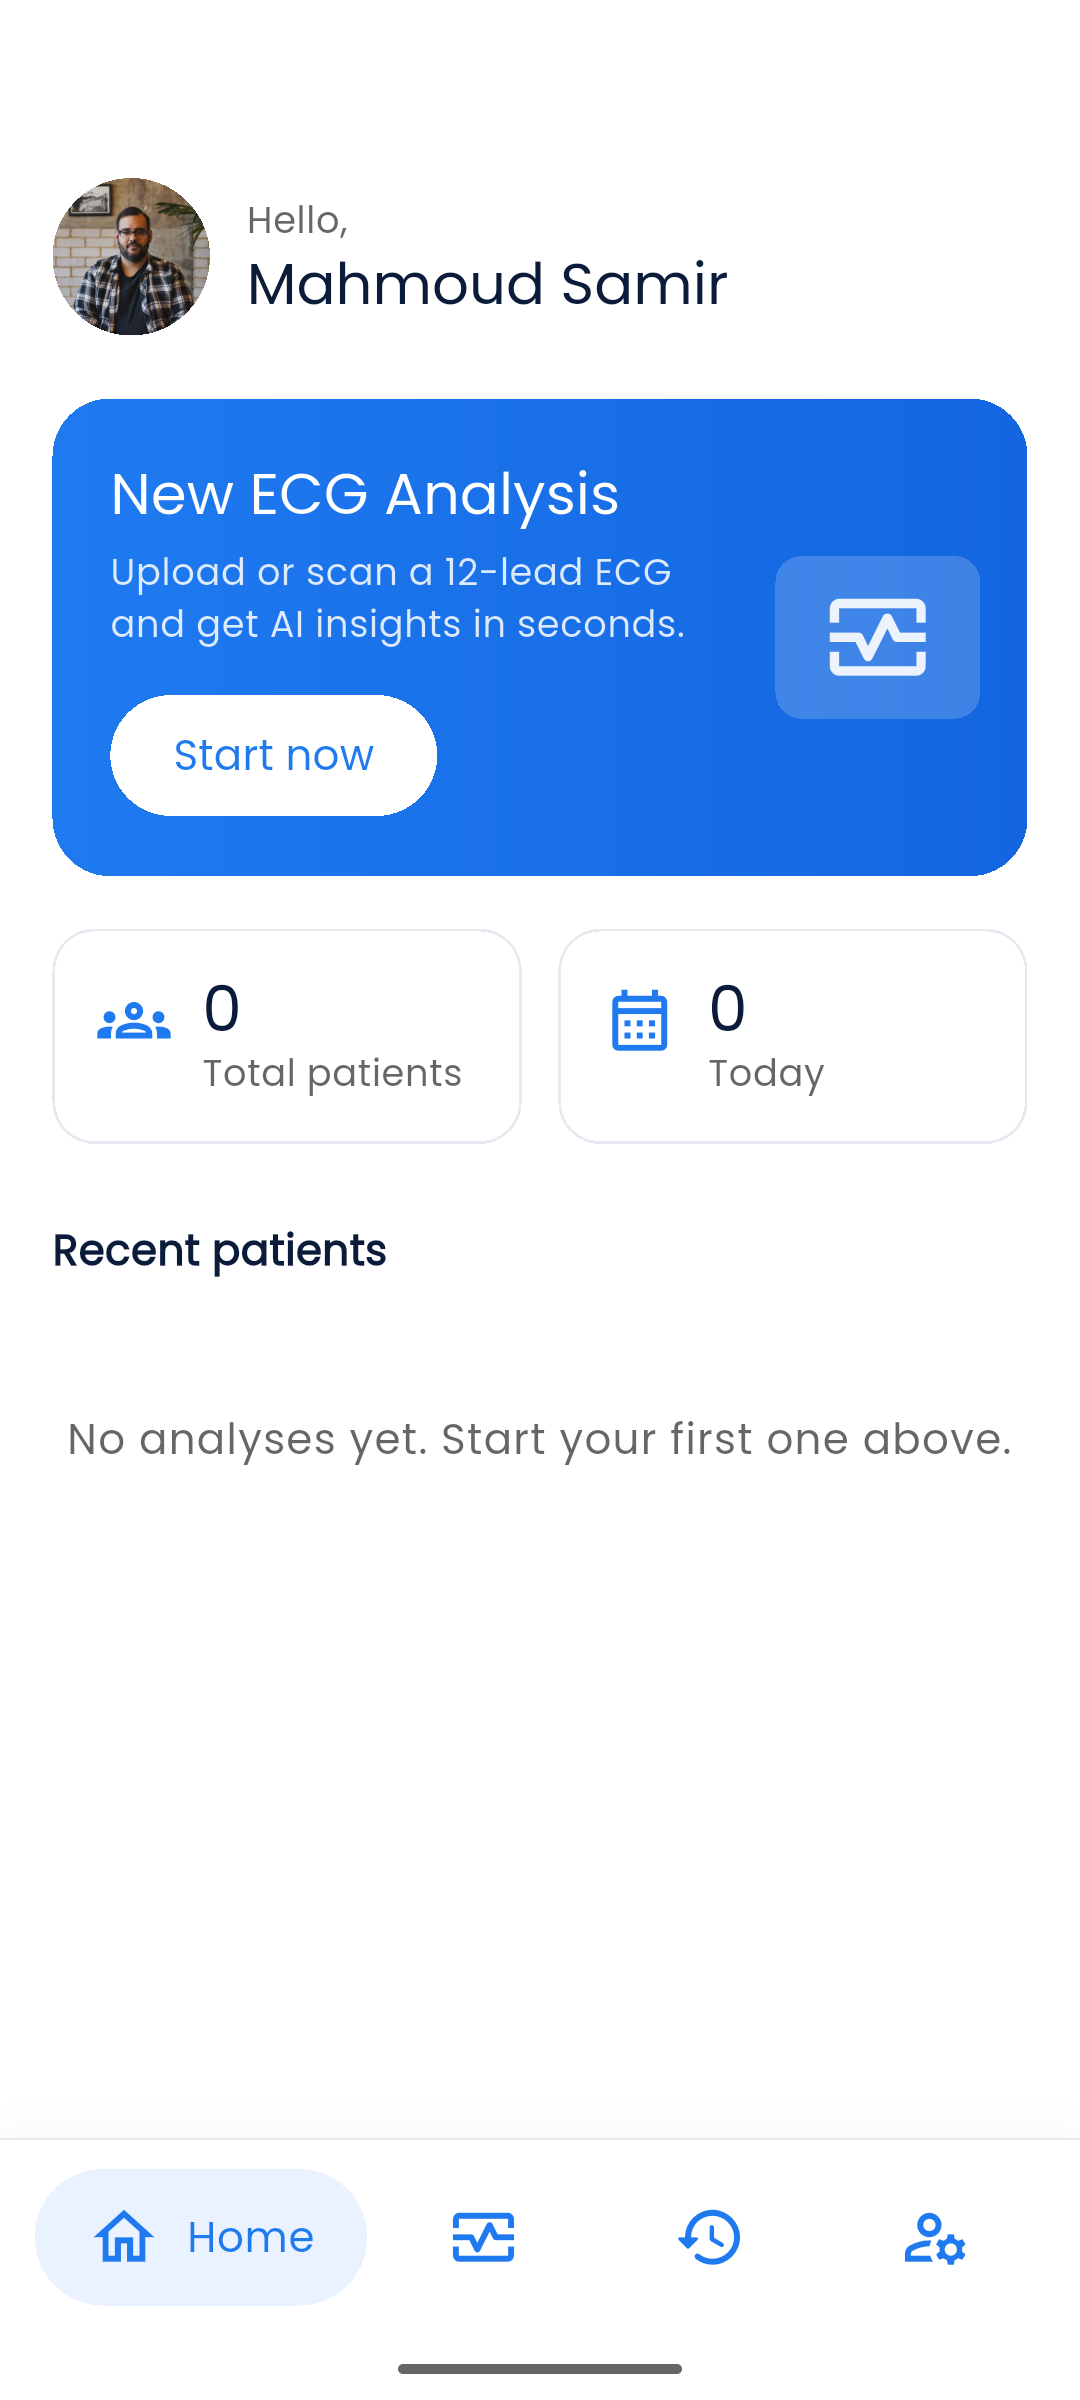 Hello,
Mahmoud Samir
New ECG Analysis
Upload or scan a 12-lead ECG
and get AI insights in seconds.
Start now
0
Total patients
0
Today
Recent patients
No analyses yet. Start your first one above.
Home